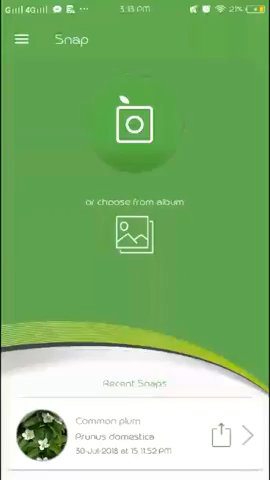 4G 3:13 PM 21%
Snap
or choose from album
Recent Snaps
Common plum
Prunus domestica
30-Jul-2018 at 15:11:52 PM